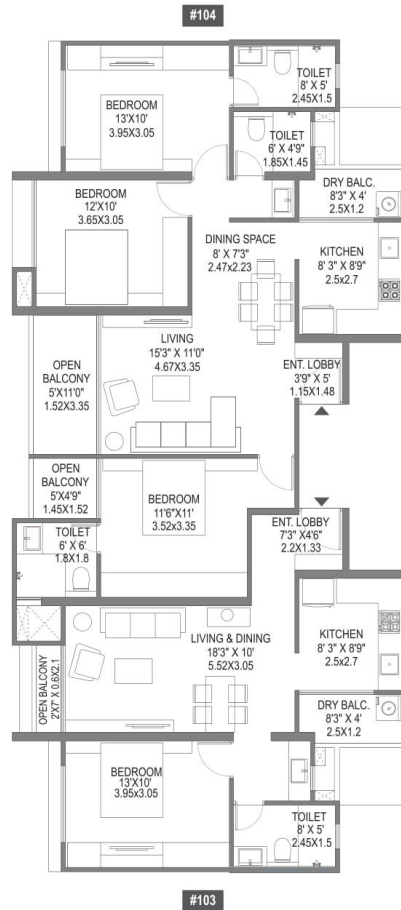 #104
BEDROOM
13'X10'
3.95X3.05
TOILET
8' X 5'
2.45X1.5
TOILET
6' X 4'9"
1.85X1.45
BEDROOM
12'X10'
3.65X3.05
DRY BALC.
8'3" X 4'
2.5X1.2
DINING SPACE
8' X 7'3"
2.47x2.23
KITCHEN
8' 3" X 8'9"
2.5x2.7
LIVING
15'3" X 11'0"
4.67X3.35
OPEN
BALCONY
5'X11'0"
1.52X3.35
ENT. LOBBY
3'9" X 5'
1.15X1.48
OPEN
BALCONY
5'X4'9"
1.45X1.52
BEDROOM
11'6"X11'
3.52x3.35
TOILET
6' X 6'
1.8X1.8
ENT. LOBBY
7'3"X4'6"
2.2X1.33
LIVING & DINING
18'3" X 10'
5.52X3.05
KITCHEN
8' 3" X 8'9"
2.5x2.7
OPEN BALCONY
2'X7' X 0.6X2.1
DRY BALC.
8'3" X 4'
2.5X1.2
BEDROOM
13'X10'
3.95x3.05
TOILET
8' X 5'
2.45X1.5
#103